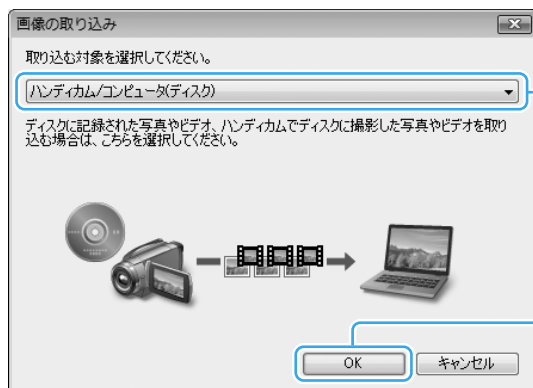 画像の取り込み
取り込む対象を選択してください。
ハンディカム/コンピュータ(ディスク)
ディスクに記録された写真やビデオ、ハンディカムでディスクに撮影した写真やビデオを取り
込む場合は、こちらを選択してください。
OK
キャンセル